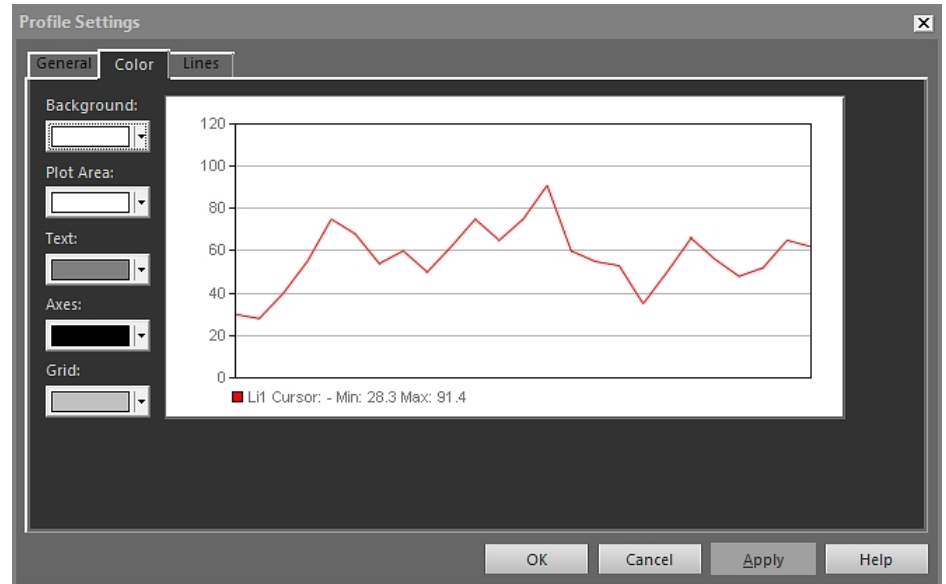 Profile Settings
General Color Lines
Background:
Plot Area:
Text:
Axes:
Grid:
120
100
80
60
40
20
0
Li1 Cursor: - Min: 28.3 Max: 91.4
OK Cancel Apply Help